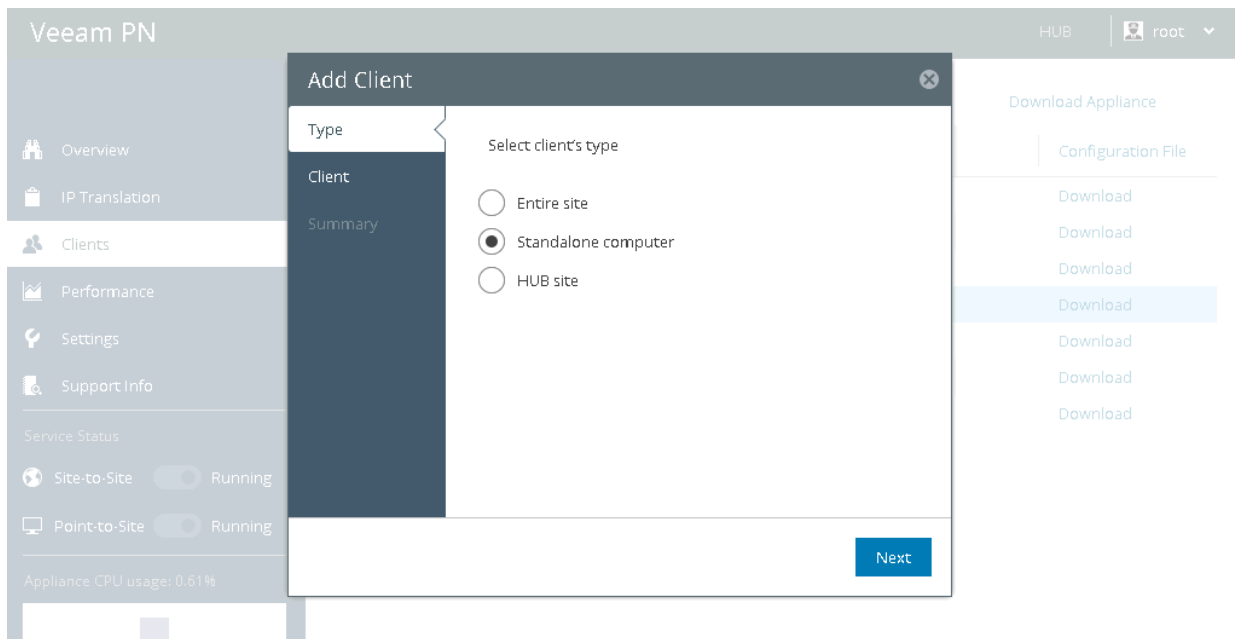 Veeam PN
HUB
root
Add Client
Download Appliance
Type
Select client's type
Overview
Configuration File
Client
Entire site
IP Translation
Download
Summary
Standalone computer
Download
Clients
HUB site
Download
Performance
Download
Settings
Download
Support Info
Download
Download
Service Status
Site-to-Site
Running
Point-to-Site
Running
Next
Appliance CPU usage: 0.61%